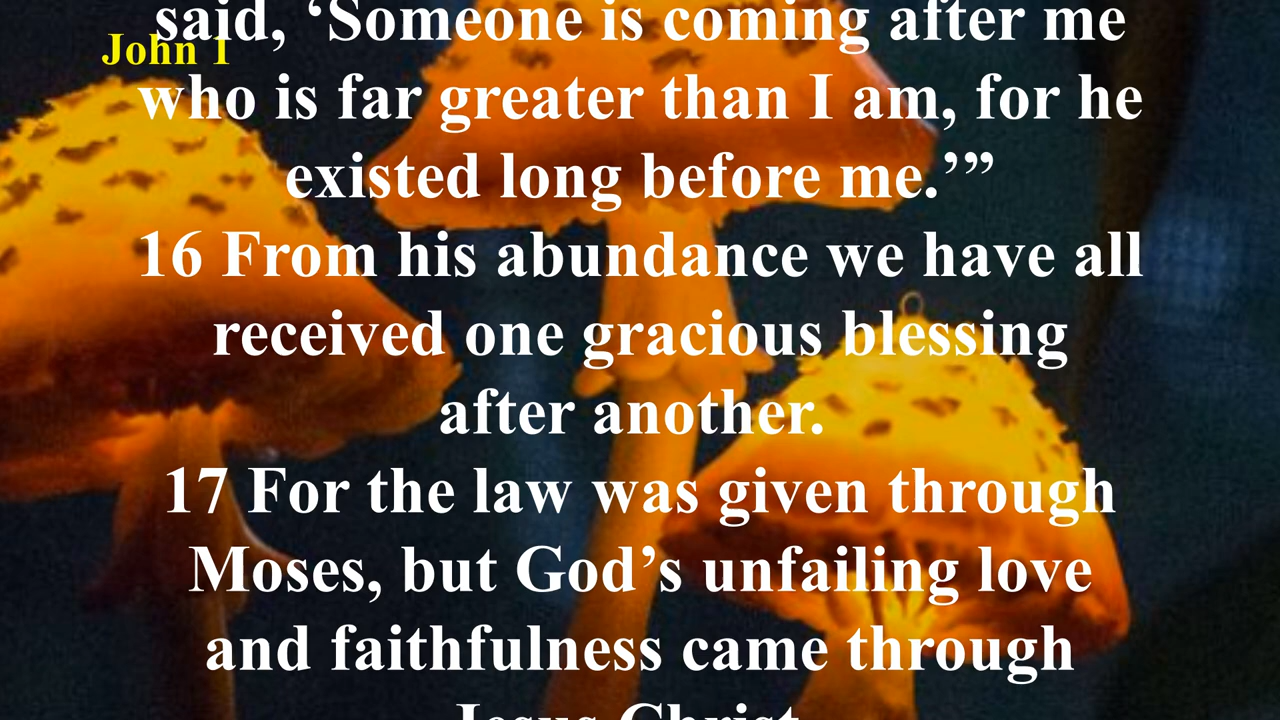 said, ‘Someone is coming after me
John 1
who is far greater than I am, for he
existed long before me.’”
16 From his abundance we have all
received one gracious blessing
after another.
17 For the law was given through
Moses, but God’s unfailing love
and faithfulness came through
Jesus Christ.